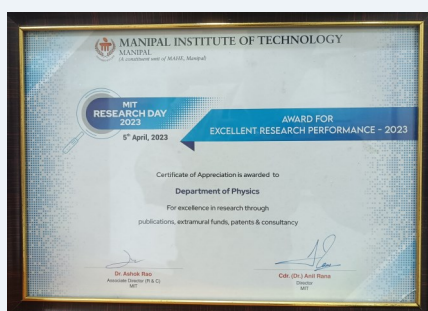 MANIPAL INSTITUTE OF TECHNOLOGY
MANIPAL
(A constituent unit of MAHE, Manipal)
MIT
RESEARCH DAY
2023
5th April, 2023
AWARD FOR
EXCELLENT RESEARCH PERFORMANCE - 2023
Certificate of Appreciation is awarded to
Department of Physics
For excellence in research through
publications, extramural funds, patents & consultancy
Dr. Ashok Rao
Associate Director (R & C)
MIT
Cdr. (Dr.) Anil Rana
Director
MIT